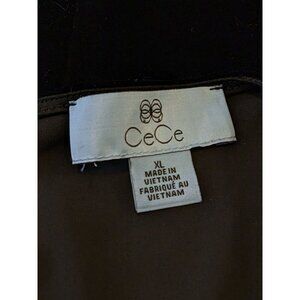 CeCe
XL
MADE IN
VIETNAM
FABRIQUÉ AU
VIETNAM